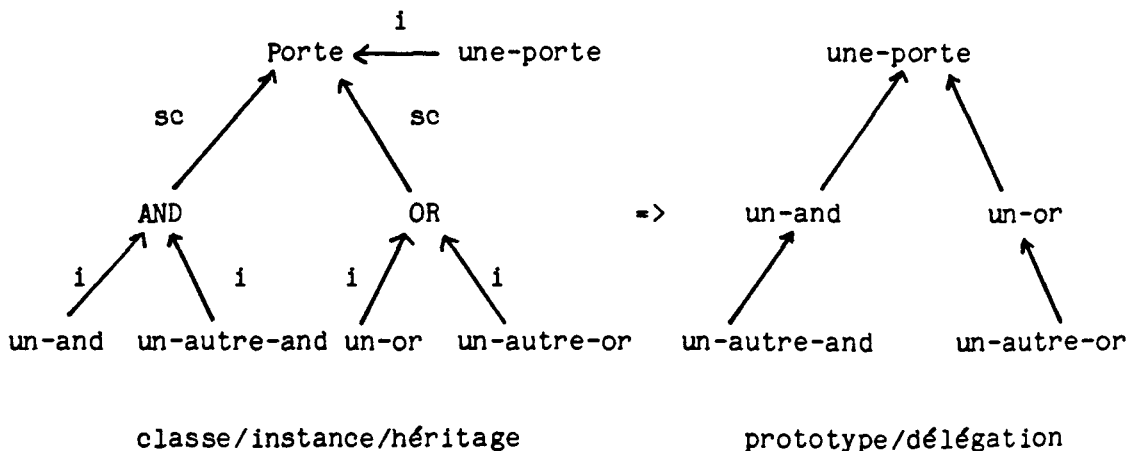 i
Porte une-porte une-porte
sc sc
AND OR => un-and un-or
i i i i
un-and un-autre-and un-or un-autre-or un-autre-and un-autre-or
classe/instance/héritage prototype/délégation